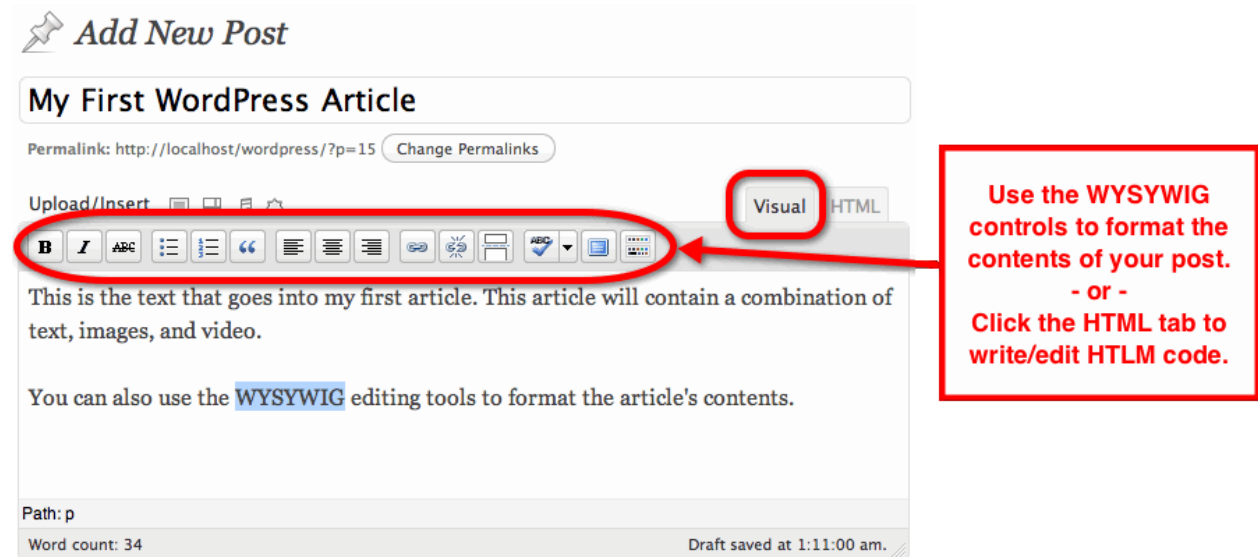 Add New Post
My First WordPress Article
Permalink: http://localhost/wordpress/?p=15 Change Permalinks
Upload/Insert Visual HTML
B I ABC ABC
This is the text that goes into my first article. This article will contain a combination of
text, images, and video.
You can also use the WYSYWIG editing tools to format the article's contents.
Path: p
Word count: 34 Draft saved at 1:11:00 am.
Use the WYSYWIG
controls to format the
contents of your post.
- or -
Click the HTML tab to
write/edit HTLM code.